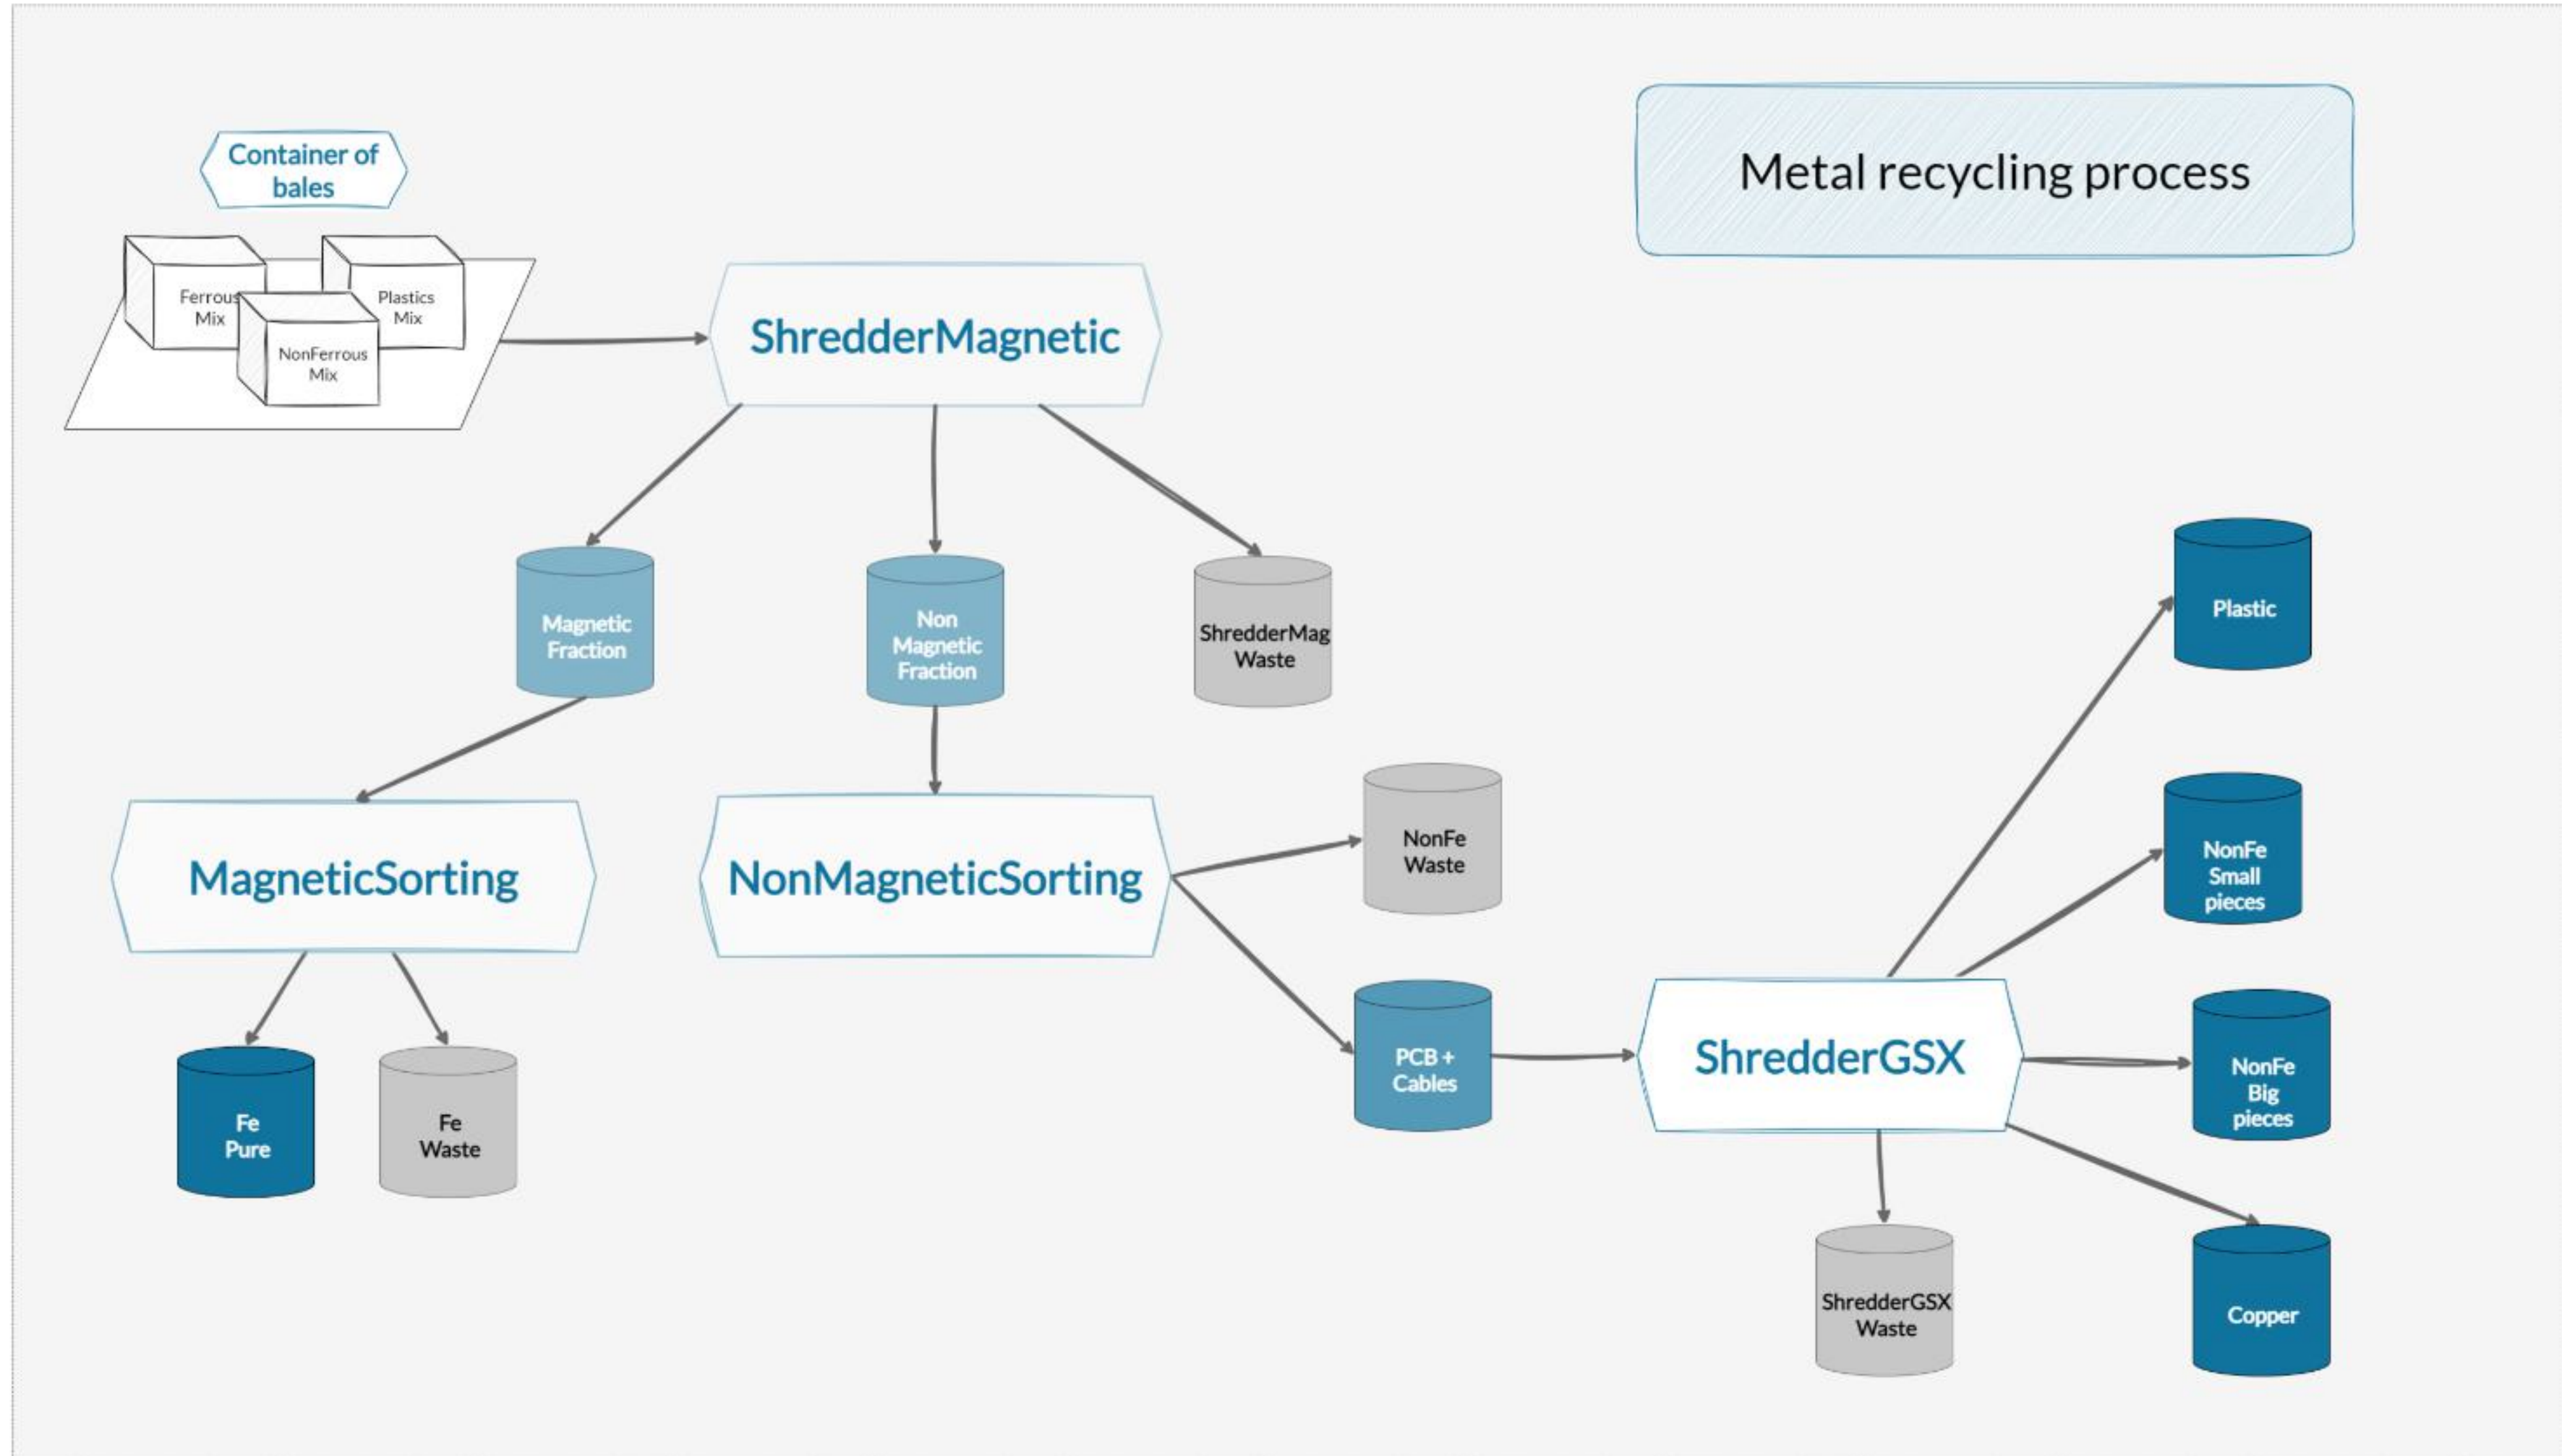 Metal recycling process
Container of
bales
Ferrous
Mix
Plastics
Mix
NonFerrous
Mix
ShredderMagnetic
Magnetic
Fraction
Non
Magnetic
Fraction
ShredderMag
Waste
Plastic
MagneticSorting
NonMagneticSorting
NonFe
Waste
NonFe
Small
pieces
PCB +
Cables
ShredderGSX
NonFe
Big
pieces
Fe
Pure
Fe
Waste
ShredderGSX
Waste
Copper